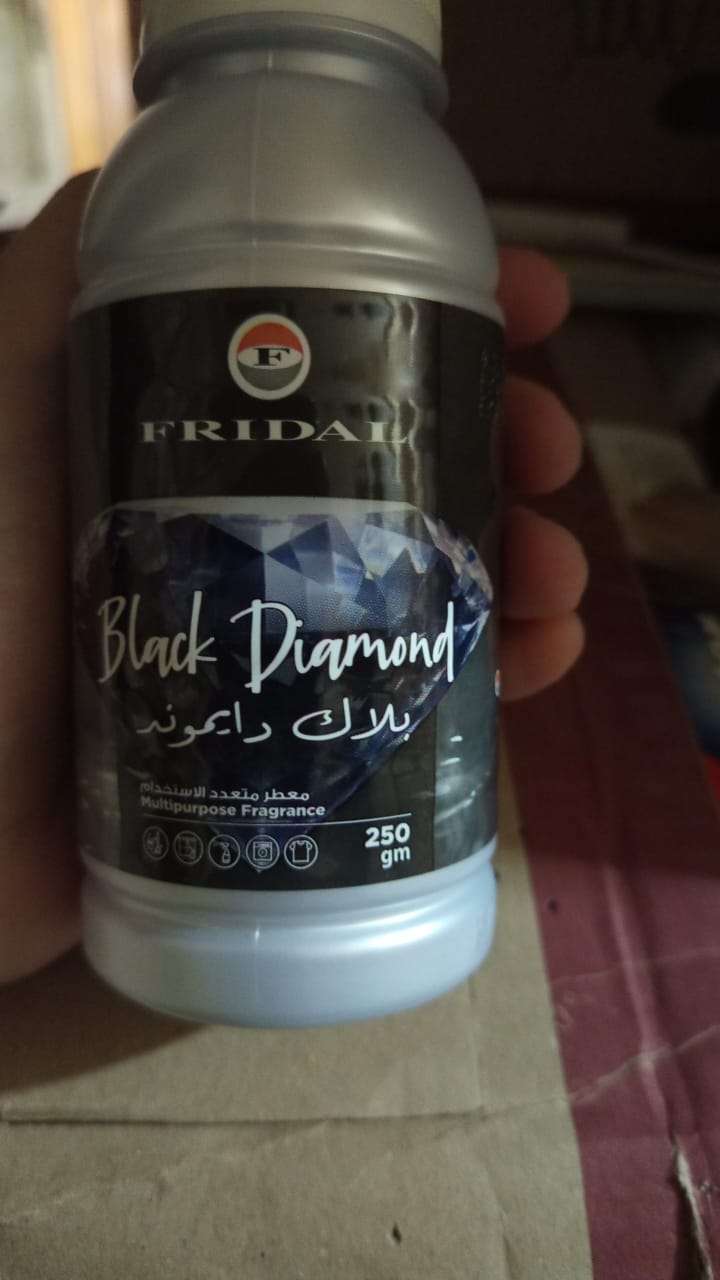 F
FRIDAL
Black Diamond
بلاك دايموند
معطر متعدد الاستخدام
Multipurpose Fragrance
250
gm